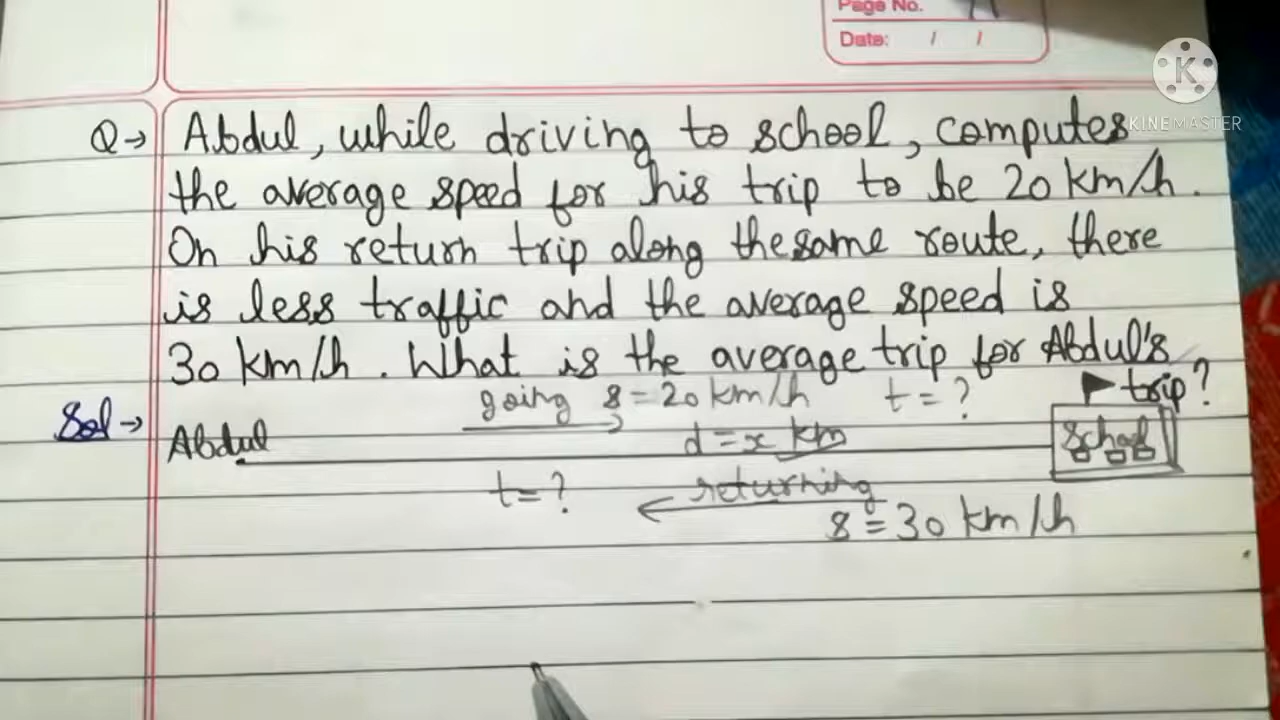 Page No.
Date: / /
K
KINEMASTER
Q→ Abdul, while driving to school, computes
the average speed for his trip to be 20 km/h.
On his return trip along the same route, there
is less traffic and the average speed is
30 km/h. What is the average trip for Abdul's
trip?
going s = 20 km/h t = ?
Sol→ Abdul
d = x km
School
t = ? returning
s = 30 km/h